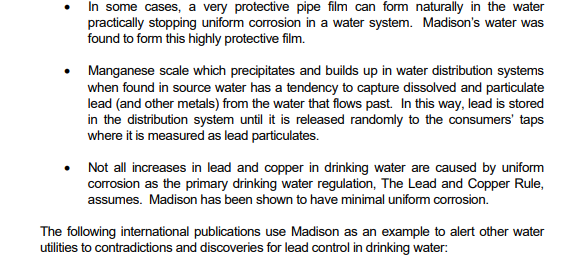 • In some cases, a very protective pipe film can form naturally in the water
practically stopping uniform corrosion in a water system. Madison's water was
found to form this highly protective film.
• Manganese scale which precipitates and builds up in water distribution systems
when found in source water has a tendency to capture dissolved and particulate
lead (and other metals) from the water that flows past. In this way, lead is stored
in the distribution system until it is released randomly to the consumers' taps
where it is measured as lead particulates.
• Not all increases in lead and copper in drinking water are caused by uniform
corrosion as the primary drinking water regulation, The Lead and Copper Rule,
assumes. Madison has been shown to have minimal uniform corrosion.
The following international publications use Madison as an example to alert other water
utilities to contradictions and discoveries for lead control in drinking water: